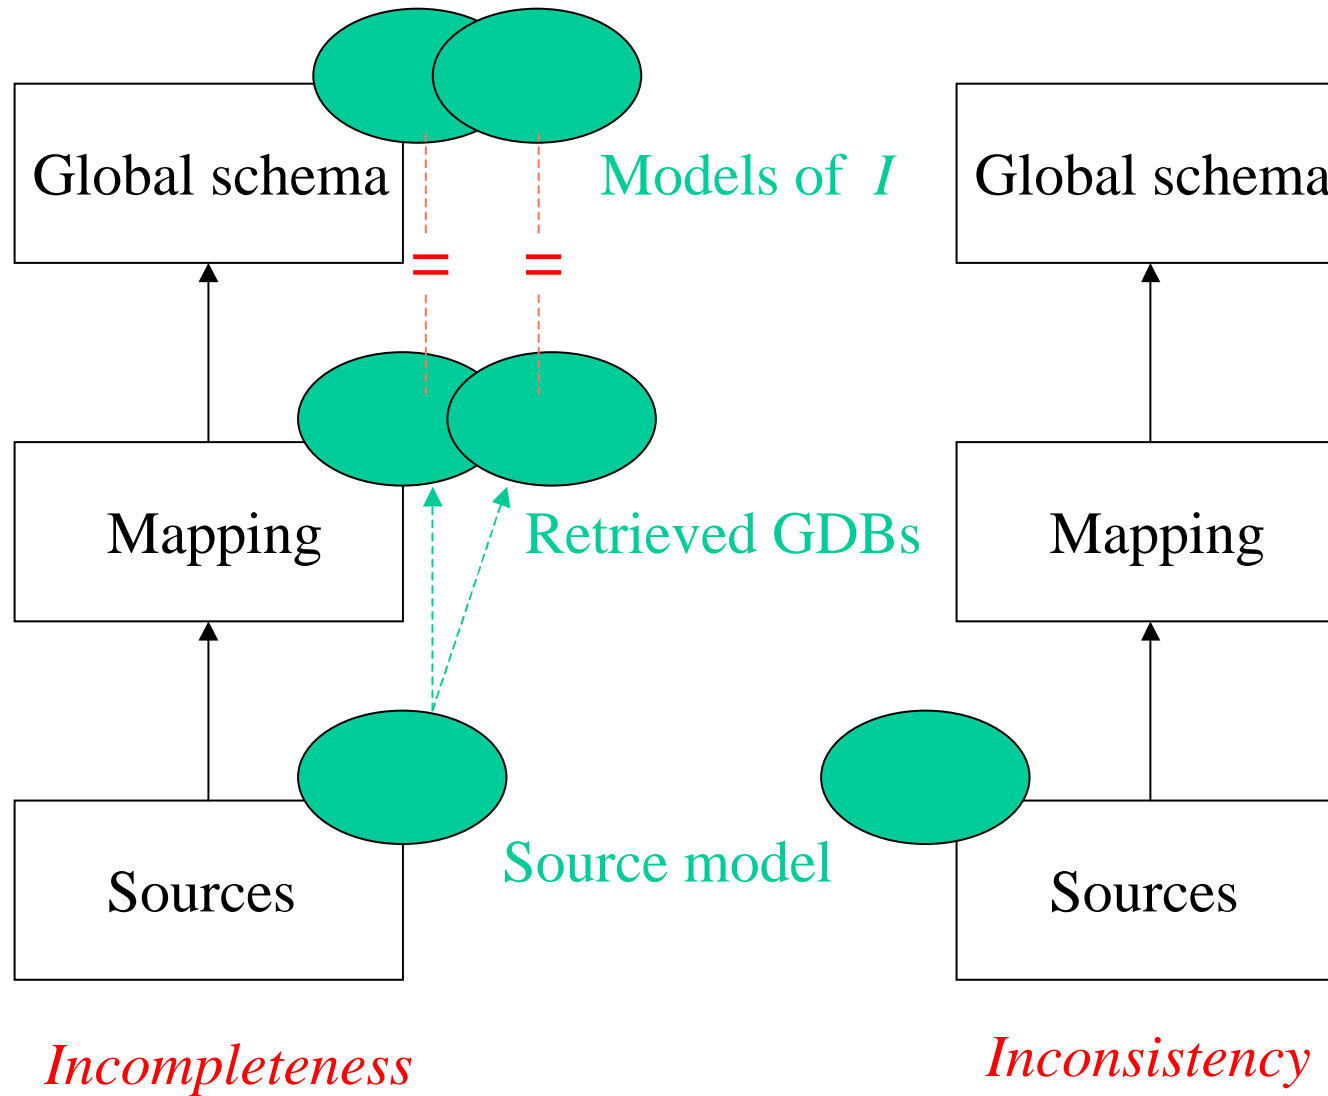 Global schema
Models of I
Global schema
=
=
Mapping
Retrieved GDBs
Mapping
Sources
Source model
Sources
Incompleteness
Inconsistency